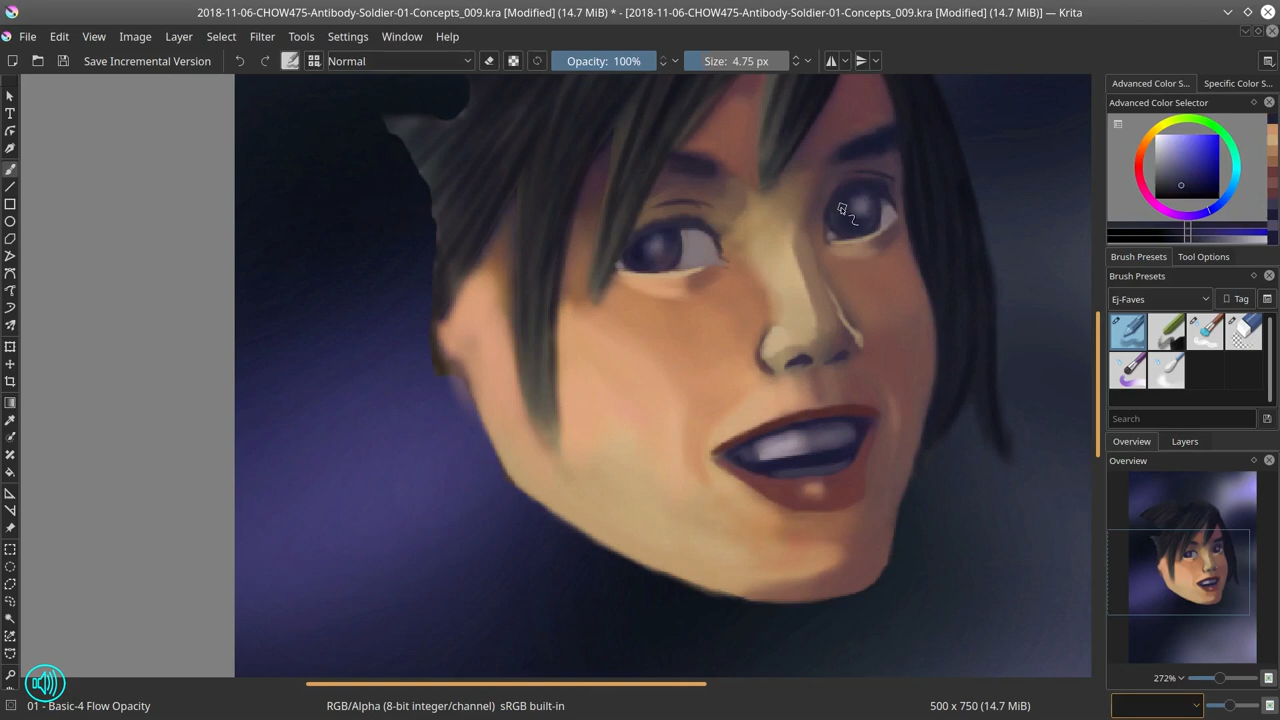 2018-11-06-CHOW475-Antibody-Soldier-01-Concepts_009.kra [Modified] (14.7 MiB) * - [2018-11-06-CHOW475-Antibody-Soldier-01-Concepts_009.kra [Modified] (14.7 MiB)] — Krita
File Edit View Image Layer Select Filter Tools Settings Window Help
Save Incremental Version Normal Opacity: 100% Size: 4.75 px
Advanced Color S... Specific Color S...
Advanced Color Selector
Brush Presets Tool Options
Brush Presets
Ej-Faves Tag
Search
Overview Layers
Overview
272%
01 - Basic-4 Flow Opacity RGB/Alpha (8-bit integer/channel) sRGB built-in 500 x 750 (14.7 MiB)